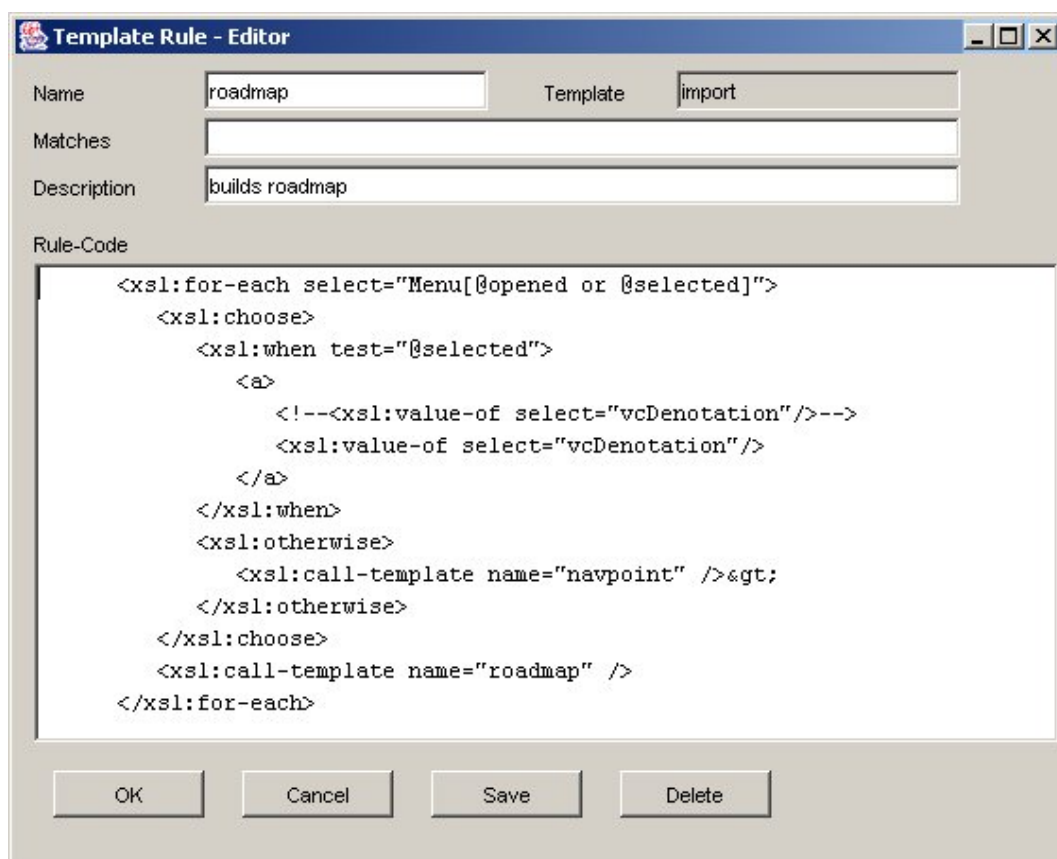 Template Rule - Editor
Name roadmap Template import
Matches
Description builds roadmap
Rule-Code
<xsl:for-each select="Menu[@opened or @selected]">
<xsl:choose>
<xsl:when test="@selected">
<a>
<!--<xsl:value-of select="vcDenotation"/>-->
<xsl:value-of select="vcDenotation"/>
</a>
</xsl:when>
<xsl:otherwise>
<xsl:call-template name="navpoint" />&gt;
</xsl:otherwise>
</xsl:choose>
<xsl:call-template name="roadmap" />
</xsl:for-each>
OK Cancel Save Delete